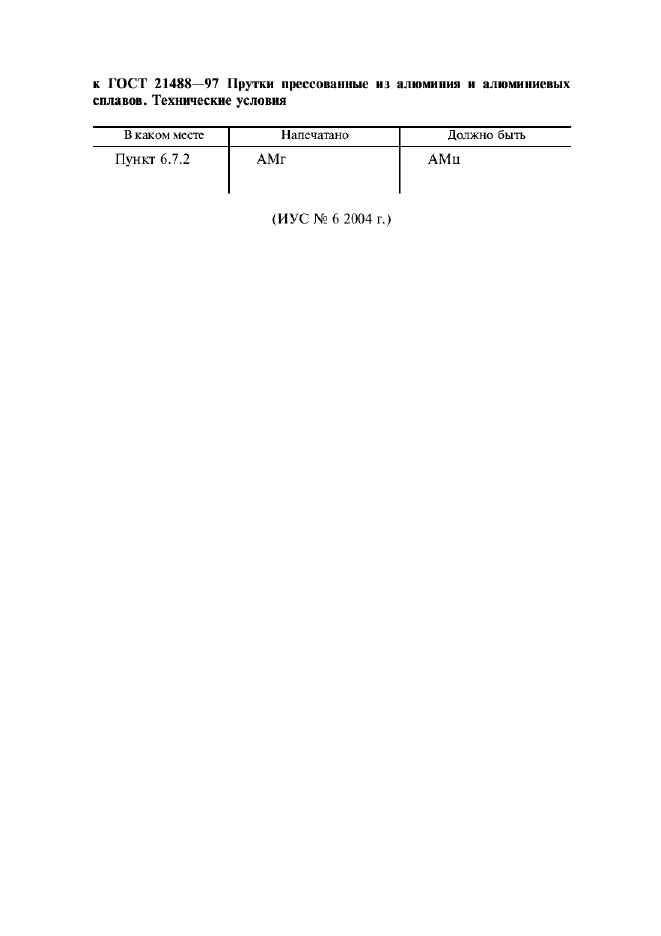 к ГОСТ 21488—97 Прутки прессованные из алюминия и алюминиевых
сплавов. Технические условия
В каком месте Напечатано Должно быть
Пункт 6.7.2 АМг АМц
(ИУС № 6 2004 г.)